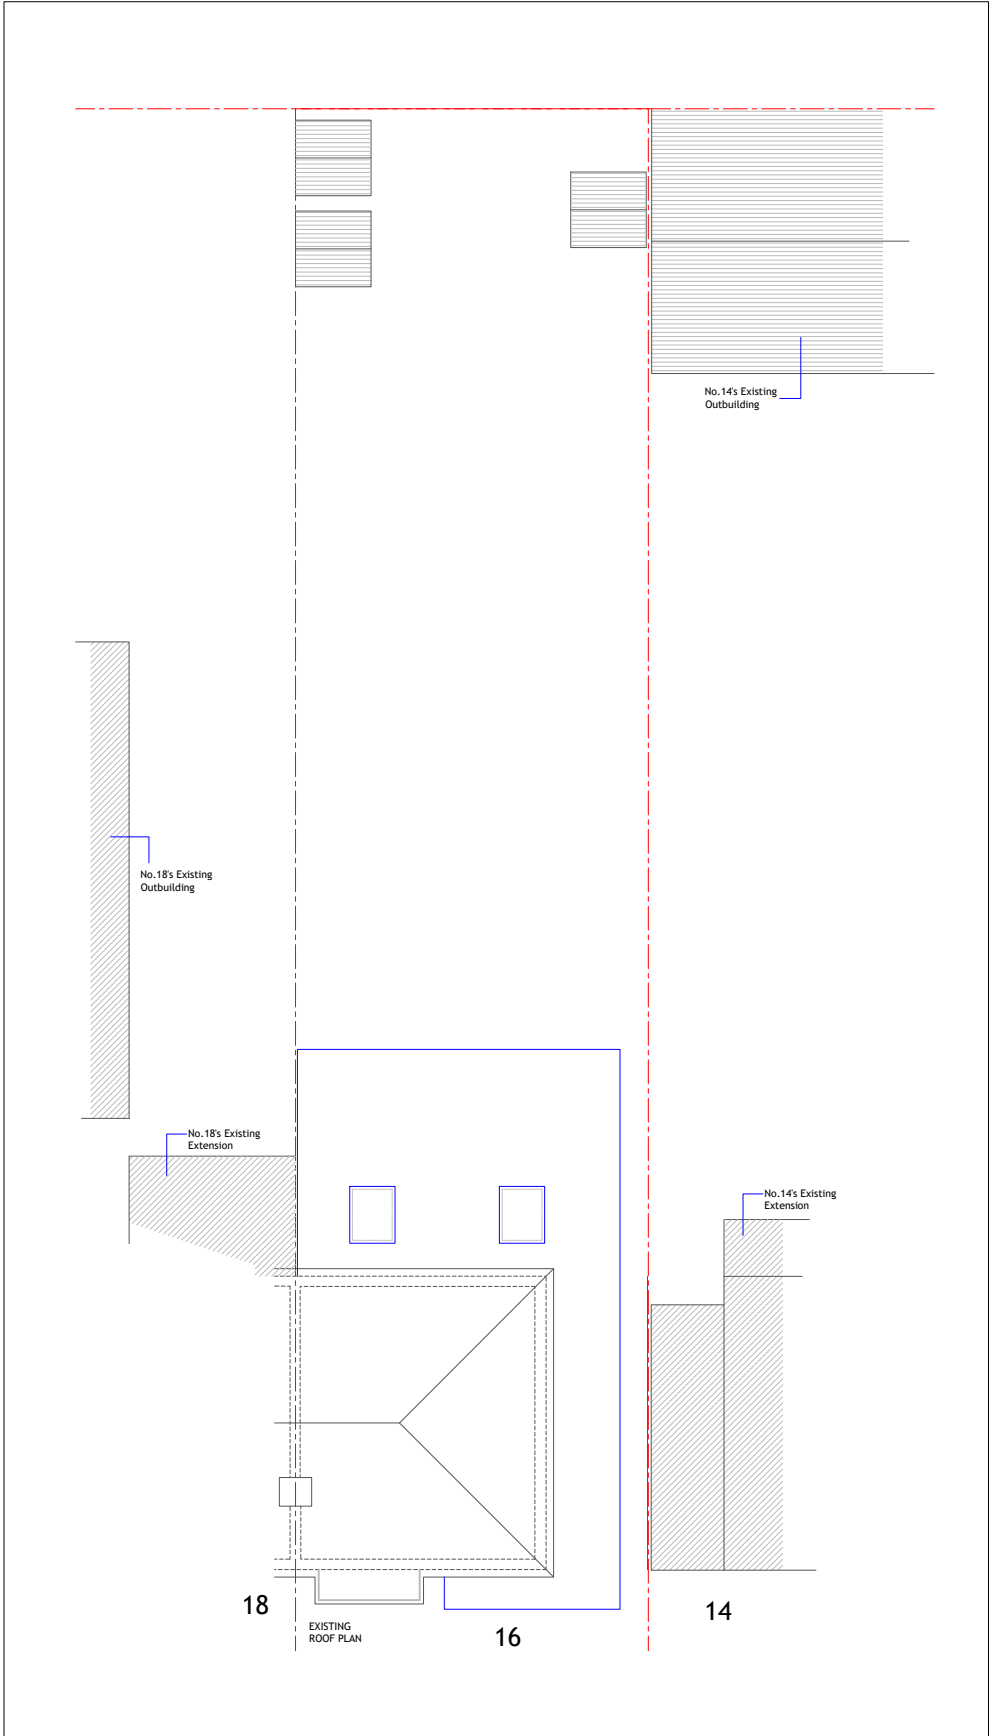 No.14's Existing
Outbuilding
No.18's Existing
Outbuilding
No.18's Existing
Extension
No.14's Existing
Extension
18
EXISTING
ROOF PLAN
16
14